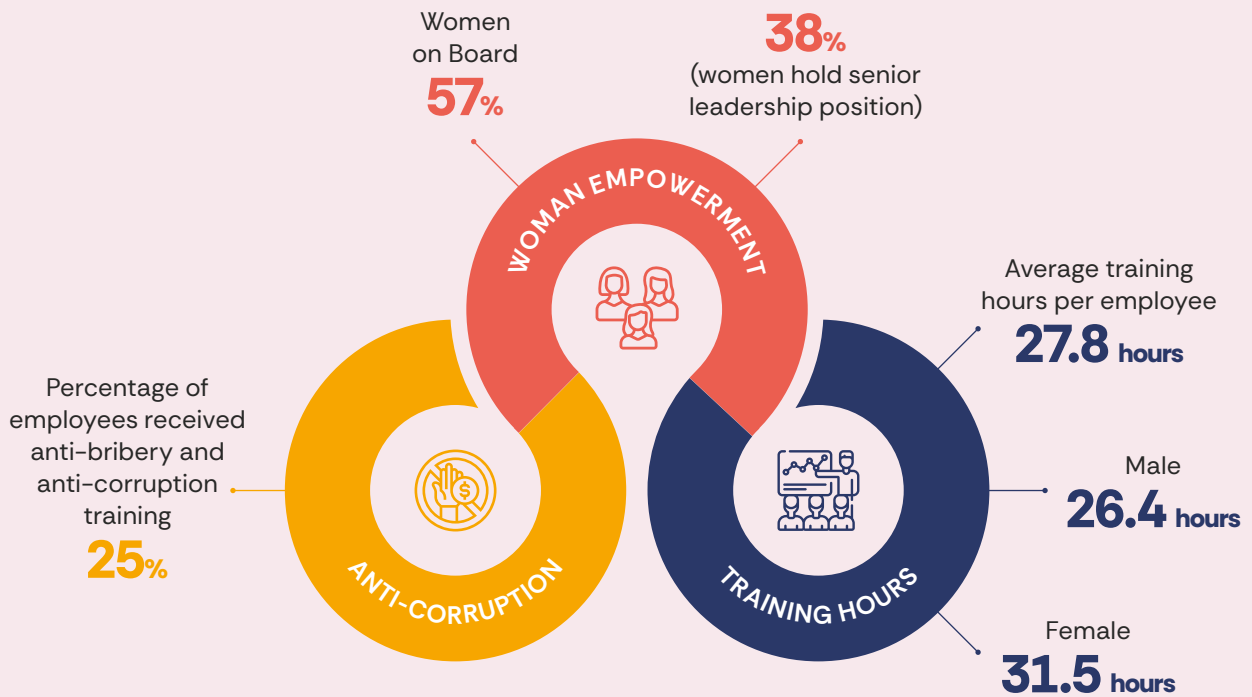 Women
on Board
57%
38%
(women hold senior
leadership position)
WOMAN EMPOWERMENT
Average training
hours per employee
27.8 hours
Percentage of
employees received
anti-bribery and
anti-corruption
training
25%
Male
26.4 hours
$
ANTI-CORRUPTION
TRAINING HOURS
Female
31.5 hours